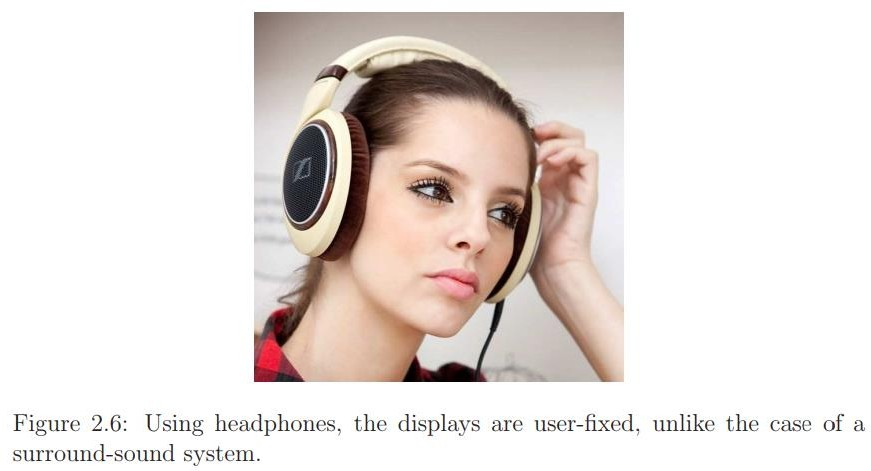 Figure 2.6: Using headphones, the displays are user-fixed, unlike the case of a
surround-sound system.